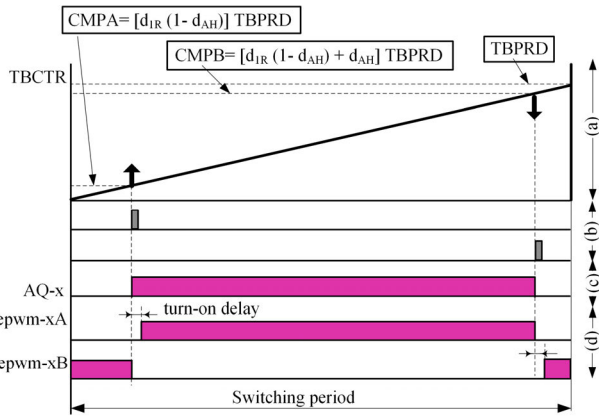 CMPA= [d1R (1- dAH)] TBPRD
CMPB= [d1R (1- dAH) + dAH] TBPRD
TBPRD
TBCTR
(a)
(b)
(c)
AQ-x
turn-on delay
epwm-xA
(d)
epwm-xB
Switching period